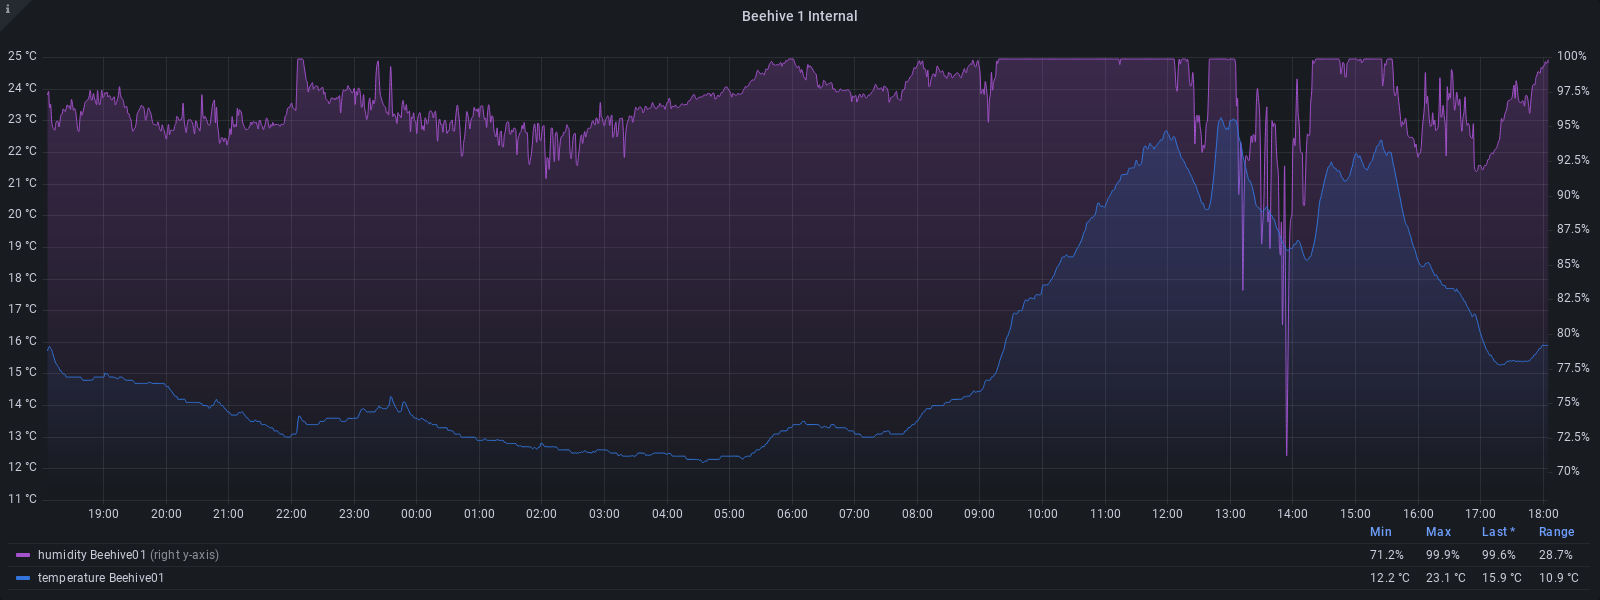 i
Beehive 1 Internal
25 °C 100%
24 °C 97.5%
23 °C 95%
22 °C 92.5%
21 °C 90%
20 °C 87.5%
19 °C 85%
18 °C 82.5%
17 °C 80%
16 °C 77.5%
15 °C 75%
14 °C 72.5%
13 °C 70%
12 °C
11 °C
19:00 20:00 21:00 22:00 23:00 00:00 01:00 02:00 03:00 04:00 05:00 06:00 07:00 08:00 09:00 10:00 11:00 12:00 13:00 14:00 15:00 16:00 17:00 18:00
Min Max Last * Range
humidity Beehive01 (right y-axis) 71.2% 99.9% 99.6% 28.7%
temperature Beehive01 12.2 °C 23.1 °C 15.9 °C 10.9 °C